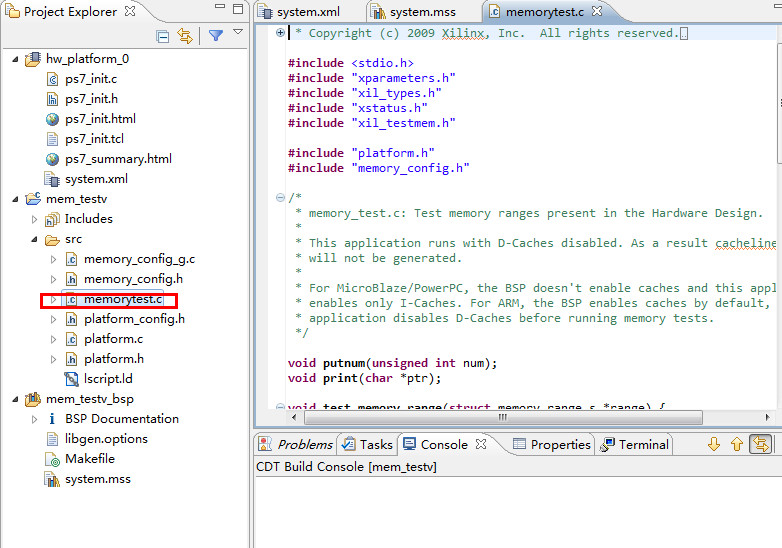 Project Explorer
hw_platform_0
ps7_init.c
ps7_init.h
ps7_init.html
ps7_init.tcl
ps7_summary.html
system.xml
mem_testv
Includes
src
memory_config_g.c
memory_config.h
memorytest.c
platform_config.h
platform.c
platform.h
lscript.ld
mem_testv_bsp
BSP Documentation
libgen.options
Makefile
system.mss
system.xml system.mss memorytest.c
* Copyright (c) 2009 Xilinx, Inc.  All rights reserved.
#include <stdio.h>
#include "xparameters.h"
#include "xil_types.h"
#include "xstatus.h"
#include "xil_testmem.h"
#include "platform.h"
#include "memory_config.h"
/*
* memory_test.c: Test memory ranges present in the Hardware Design.
*
* This application runs with D-Caches disabled. As a result cacheline
* will not be generated.
*
* For MicroBlaze/PowerPC, the BSP doesn't enable caches and this appl
* enables only I-Caches. For ARM, the BSP enables caches by default,
* application disables D-Caches before running memory tests.
*/
void putnum(unsigned int num);
void print(char *ptr);
void test_memory_range(struct memory_range_s *range) {
Problems Tasks Console Properties Terminal
CDT Build Console [mem_testv]